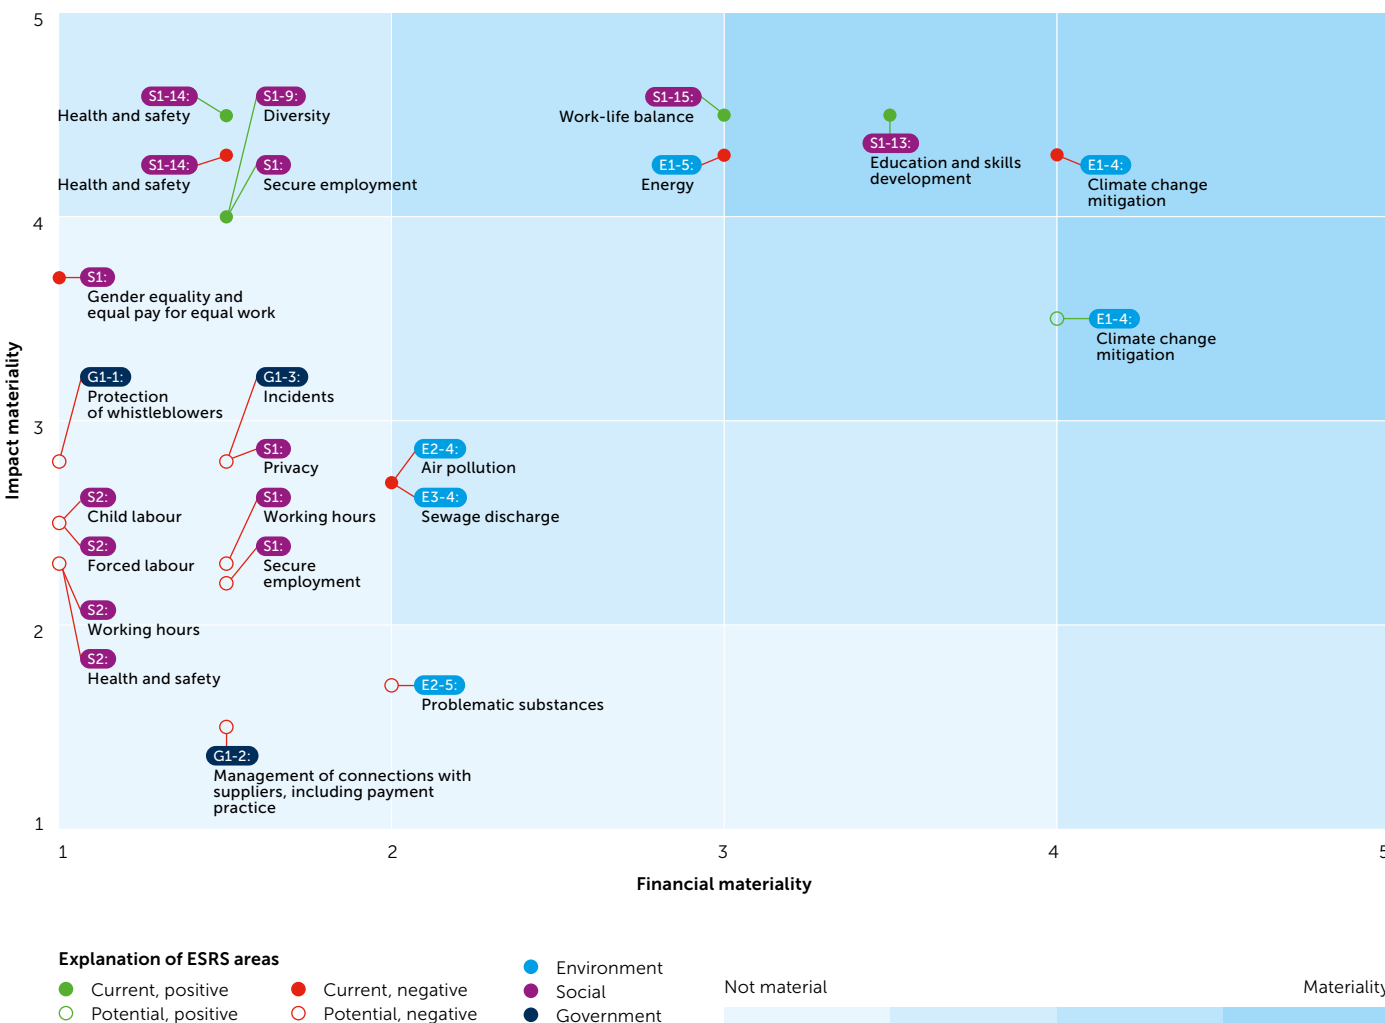 5
S1-14:
Health and safety
S1-9:
Diversity
S1-15:
Work-life balance
S1-13:
Education and skills
development
S1-14:
Health and safety
S1:
Secure employment
E1-5:
Energy
E1-4:
Climate change
mitigation
4
S1:
Gender equality and
equal pay for equal work
E1-4:
Climate change
mitigation
Impact materiality
G1-1:
Protection
of whistleblowers
G1-3:
Incidents
3
S1:
Privacy
E2-4:
Air pollution
S2:
Child labour
S1:
Working hours
E3-4:
Sewage discharge
S2:
Forced labour
S1:
Secure
employment
S2:
Working hours
2
S2:
Health and safety
E2-5:
Problematic substances
G1-2:
Management of connections with
suppliers, including payment
practice
1
1 2 3 4 5
Financial materiality
Explanation of ESRS areas
Current, positive
Potential, positive
Current, negative
Potential, negative
Environment
Social
Government
Not material
Materiality